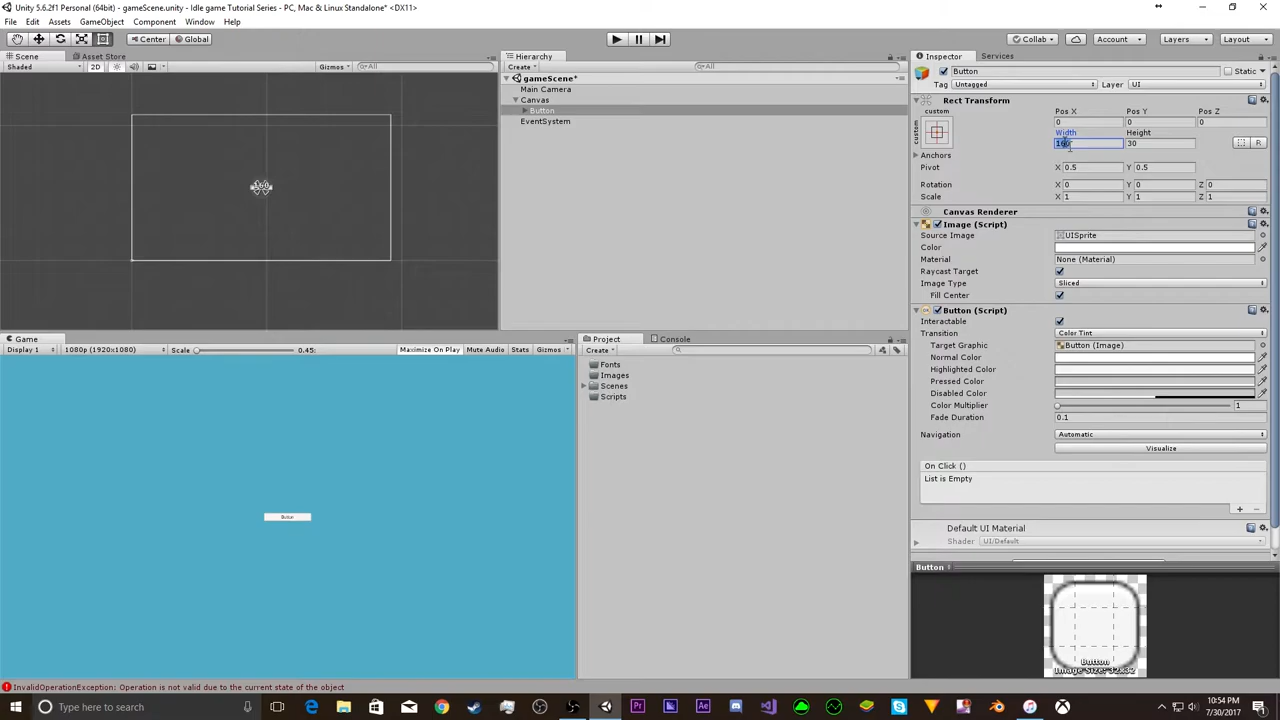 Unity 5.6.2f1 Personal (64bit) - gameScene.unity - Idle game Tutorial Series - PC, Mac & Linux Standalone* <DX11>
File Edit Assets GameObject Component Window Help
Center Global Collab Account Layers Layout
Scene Asset Store
Shaded 2D Gizmos All
Hierarchy
Create All
gameScene*
Main Camera
Canvas
Button
EventSystem
Game
Display 1 1080p (1920x1080) Scale 0.45: Maximize On Play Mute Audio Stats Gizmos
Button
Project Console
Create
Fonts
Images
Scenes
Scripts
Inspector Services
Button Static
Tag Untagged Layer UI
Rect Transform
custom Pos X Pos Y Pos Z
custom 0 0 0
Width Height
30 R
Anchors
Pivot X 0.5 Y 0.5
Rotation X 0 Y 0 Z 0
Scale X 1 Y 1 Z 1
Canvas Renderer
Image (Script)
Source Image UISprite
Color
Material None (Material)
Raycast Target
Image Type Sliced
Fill Center
Button (Script)
Interactable
Transition Color Tint
Target Graphic Button (Image)
Normal Color
Highlighted Color
Pressed Color
Disabled Color
Color Multiplier 1
Fade Duration 0.1
Navigation Automatic
Visualize
On Click ()
List is Empty
Default UI Material
Shader UI/Default
Button
Button
Image Size: 32x32
InvalidOperationException: Operation is not valid due to the current state of the object
Type here to search
10:54 PM
7/30/2017